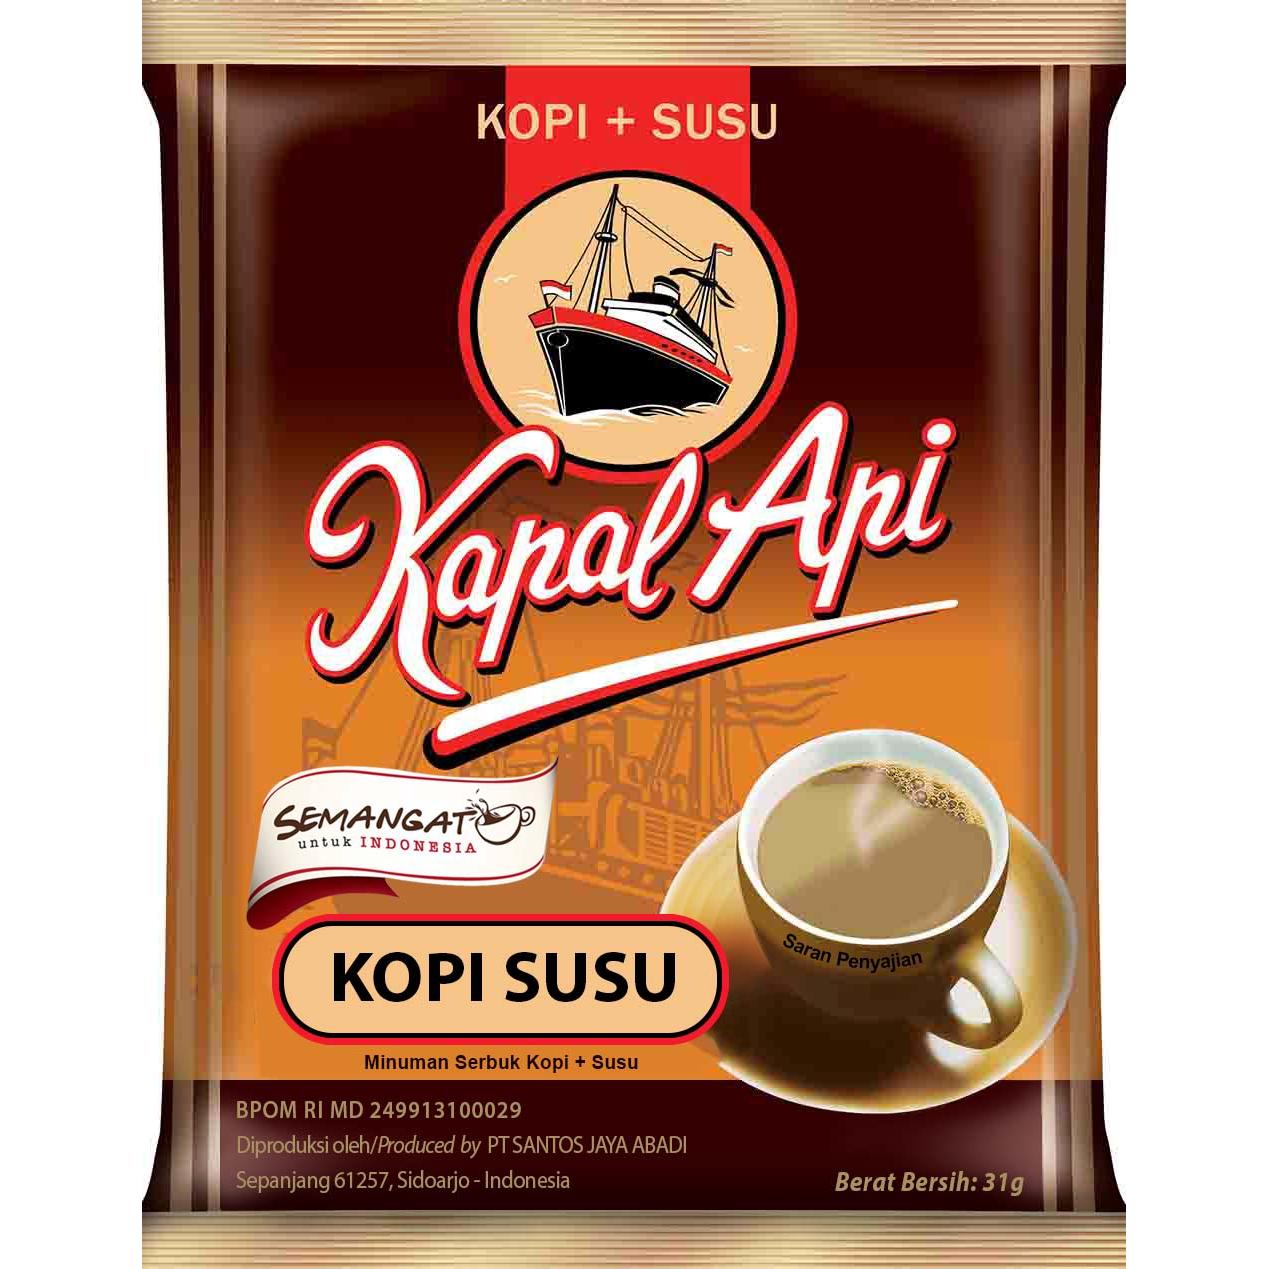 KOPI + SUSU
Kapal Api
SEMANGAT
untuk INDONESIA
KOPI SUSU
Saran Penyajian
Minuman Serbuk Kopi + Susu
BPOM RI MD 249913100029
Diproduksi oleh/Produced by PT SANTOS JAYA ABADI
Sepanjang 61257, Sidoarjo - Indonesia
Berat Bersih: 31g